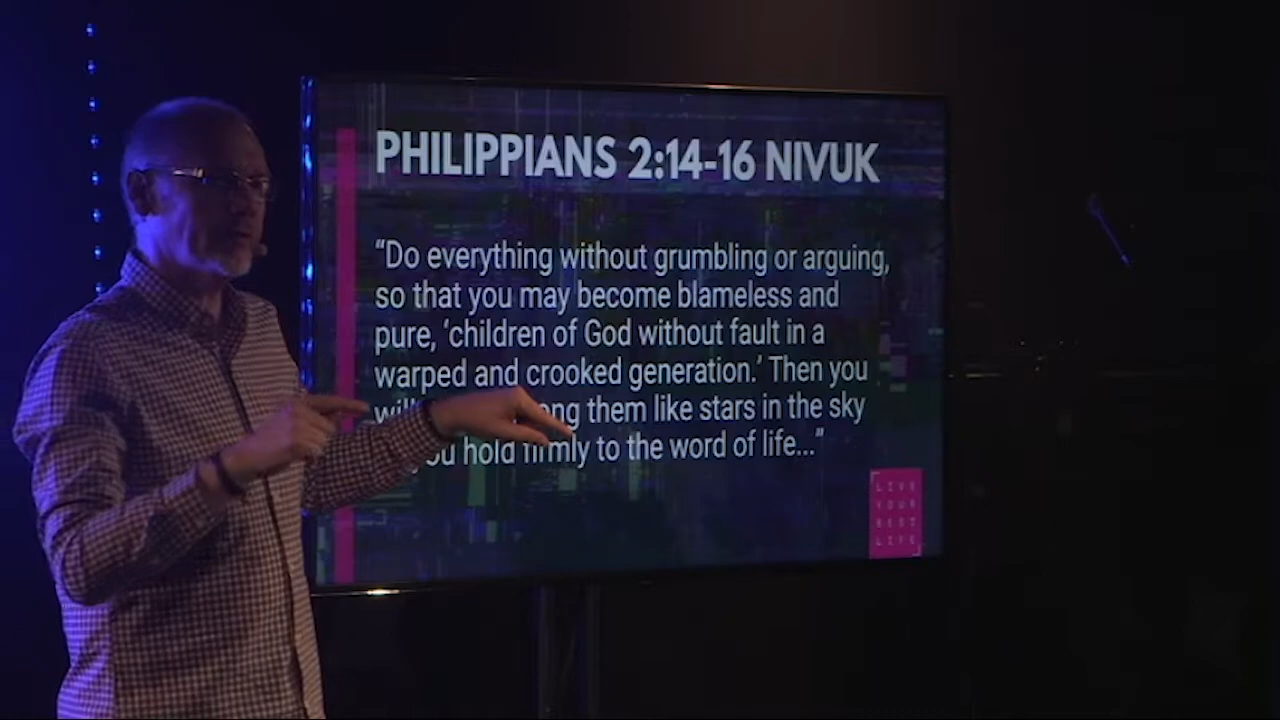 PHILIPPIANS 2:14-16 NIVUK
“Do everything without grumbling or arguing,
so that you may become blameless and
pure, ‘children of God without fault in a
warped and crooked generation.’ Then you
will them like stars in the sky
you hold firmly to the word of life...”
LIVE
YOUR
BEST
LIFE